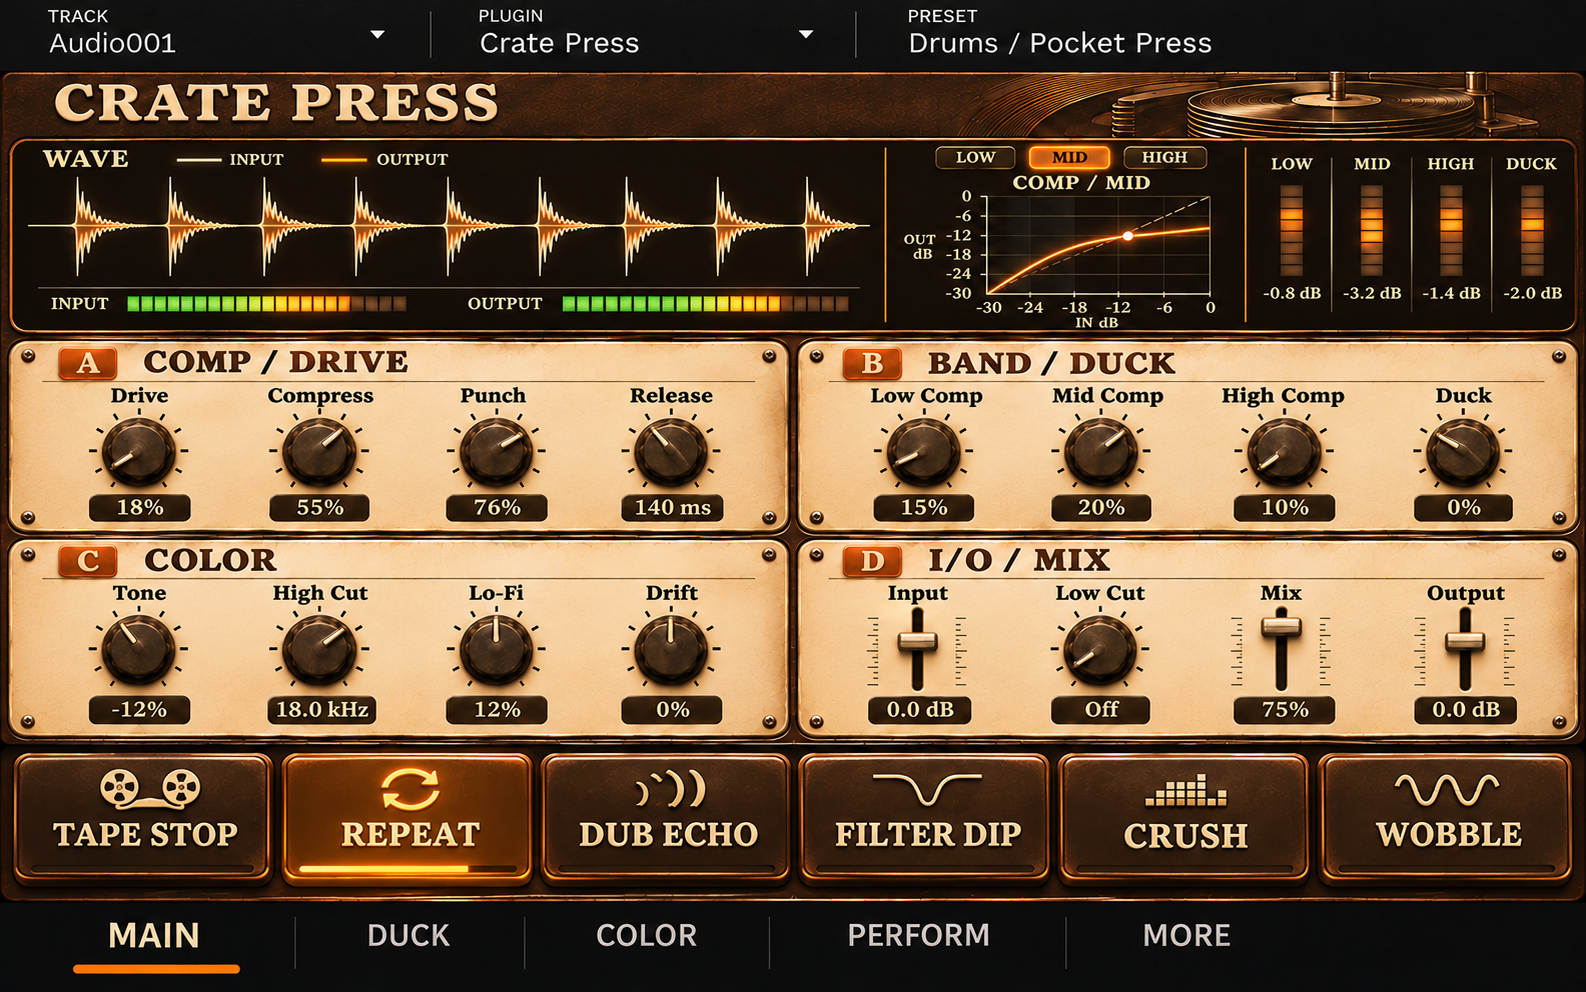 TRACK
Audio001
PLUGIN
Crate Press
PRESET
Drums / Pocket Press
CRATE PRESS
WAVE
INPUT
OUTPUT
INPUT
OUTPUT
LOW
MID
HIGH
COMP / MID
OUT
dB
0
-6
-12
-18
-24
-30
-30
-24
-18
-12
-6
0
IN dB
LOW
MID
HIGH
DUCK
-0.8 dB
-3.2 dB
-1.4 dB
-2.0 dB
A
COMP / DRIVE
Drive
Compress
Punch
Release
18%
55%
76%
140 ms
B
BAND / DUCK
Low Comp
Mid Comp
High Comp
Duck
15%
20%
10%
0%
C
COLOR
Tone
High Cut
Lo-Fi
Drift
-12%
18.0 kHz
12%
0%
D
I/O / MIX
Input
Low Cut
Mix
Output
0.0 dB
Off
75%
0.0 dB
TAPE STOP
REPEAT
DUB ECHO
FILTER DIP
CRUSH
WOBBLE
MAIN
DUCK
COLOR
PERFORM
MORE